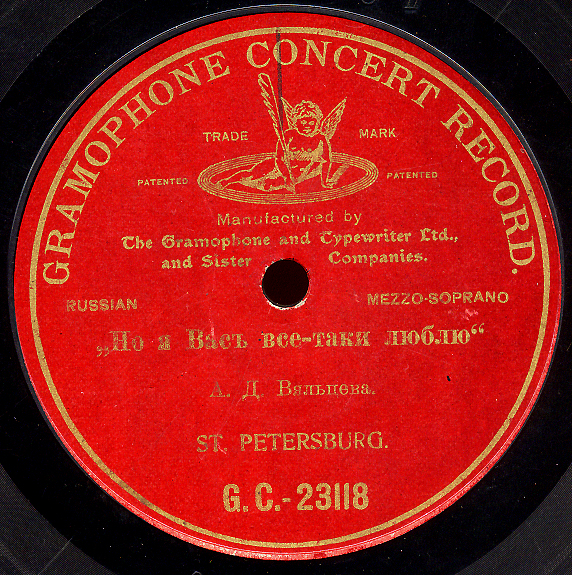 GRAMOPHONE CONCERT RECORD.
TRADE MARK
PATENTED PATENTED
Manufactured by
The Gramophone and Typewriter Ltd.,
and Sister Companies.
RUSSIAN MEZZO-SOPRANO
„Но я Васъ все-таки люблю“
А. Д. Вяльцева.
ST. PETERSBURG.
G.C.-23118